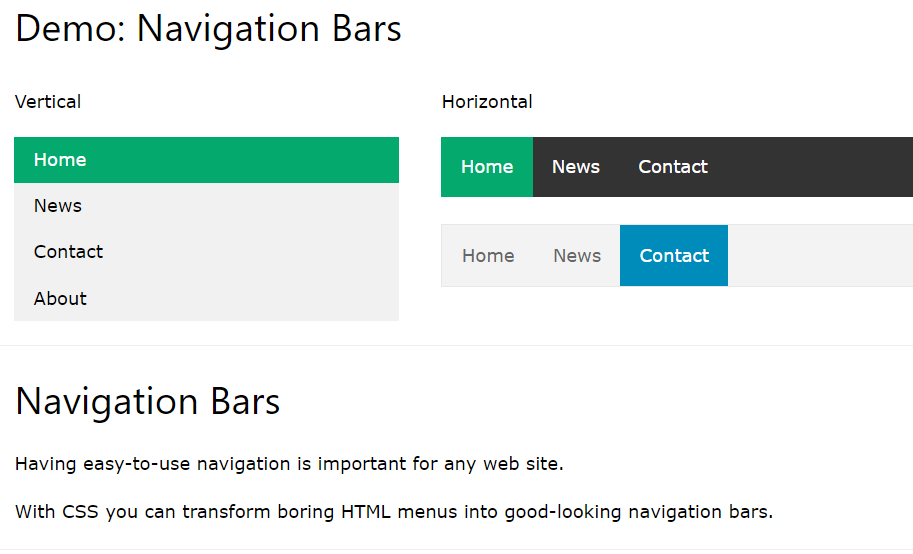 Demo: Navigation Bars
Vertical
Home
News
Contact
About
Horizontal
Home News Contact
Home News Contact
Navigation Bars
Having easy-to-use navigation is important for any web site.
With CSS you can transform boring HTML menus into good-looking navigation bars.